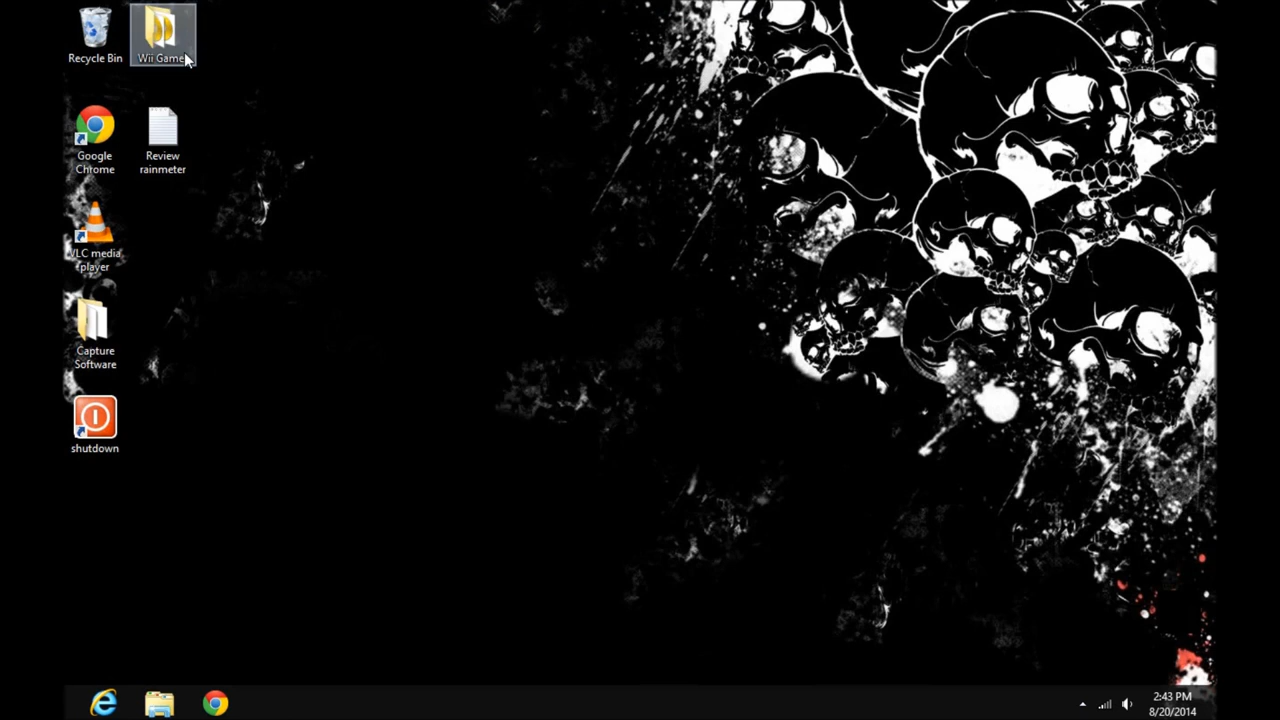 Recycle Bin
Wii Game
Google
Chrome
Review
rainmeter
VLC media
player
Capture
Software
shutdown
2:43 PM
8/20/2014